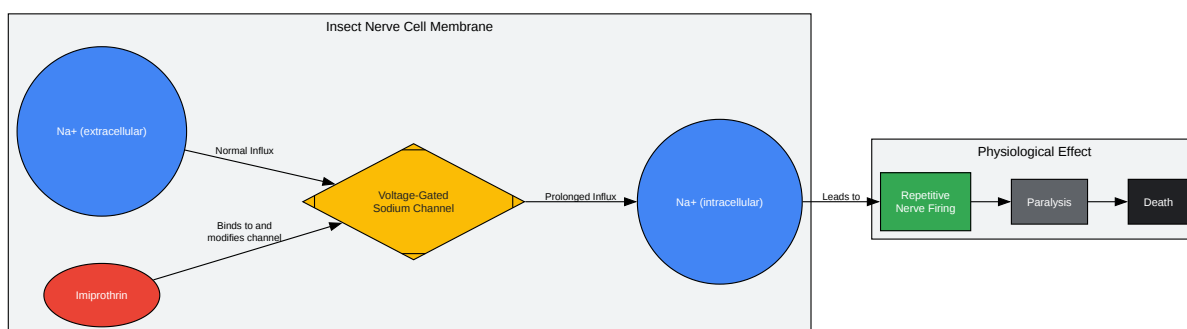 Insect Nerve Cell Membrane
Na+ (extracellular)
Normal Influx
Voltage-Gated
Sodium Channel
Prolonged Influx
Na+ (intracellular)
Binds to and
modifies channel
Imiprothrin
Leads to
Physiological Effect
Repetitive
Nerve Firing
Paralysis
Death